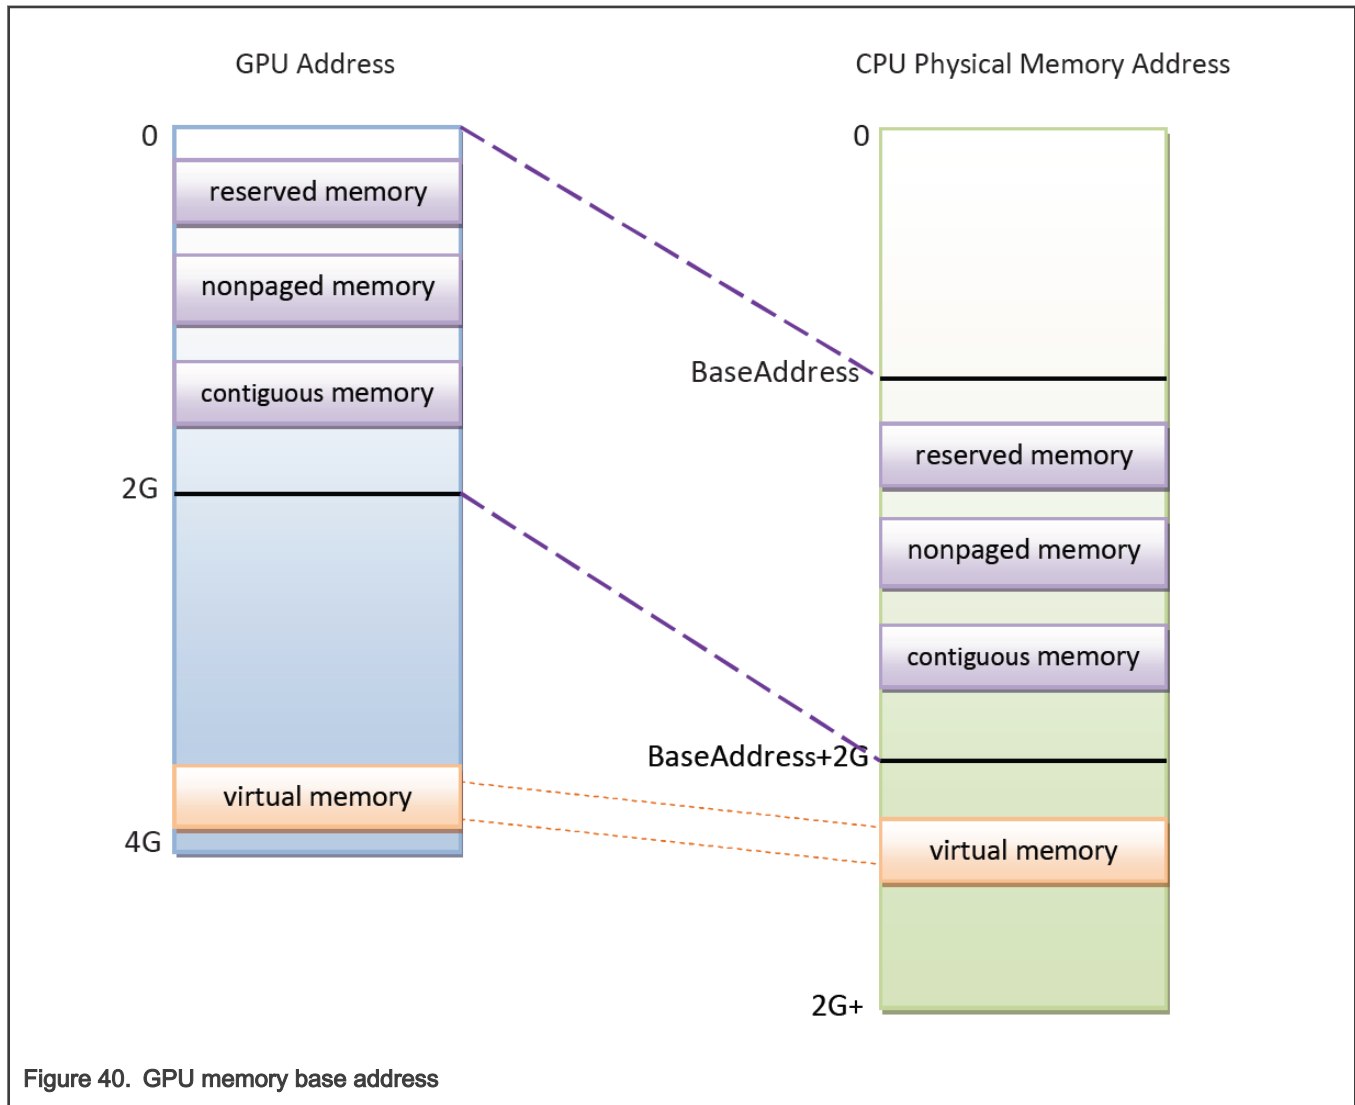 GPU Address
CPU Physical Memory Address
0
0
reserved memory
nonpaged memory
BaseAddress
contiguous memory
reserved memory
2G
nonpaged memory
contiguous memory
BaseAddress+2G
virtual memory
4G
virtual memory
2G+
Figure 40. GPU memory base address